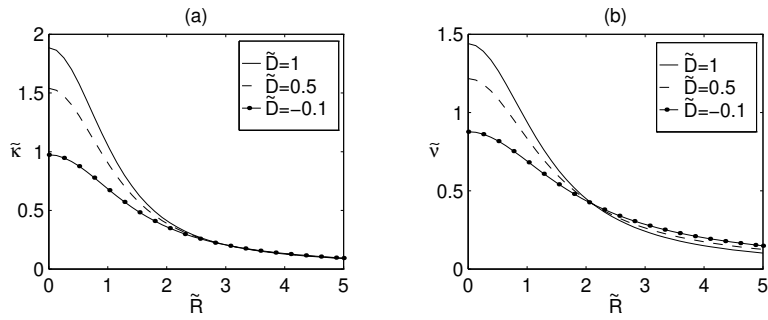 (a)
2
1.5
1
0.5
0
κ̃
D̃=1
D̃=0.5
D̃=−0.1
0 1 2 3 4 5
R̃
(b)
1.5
1
0.5
0
ν̃
D̃=1
D̃=0.5
D̃=−0.1
0 1 2 3 4 5
R̃